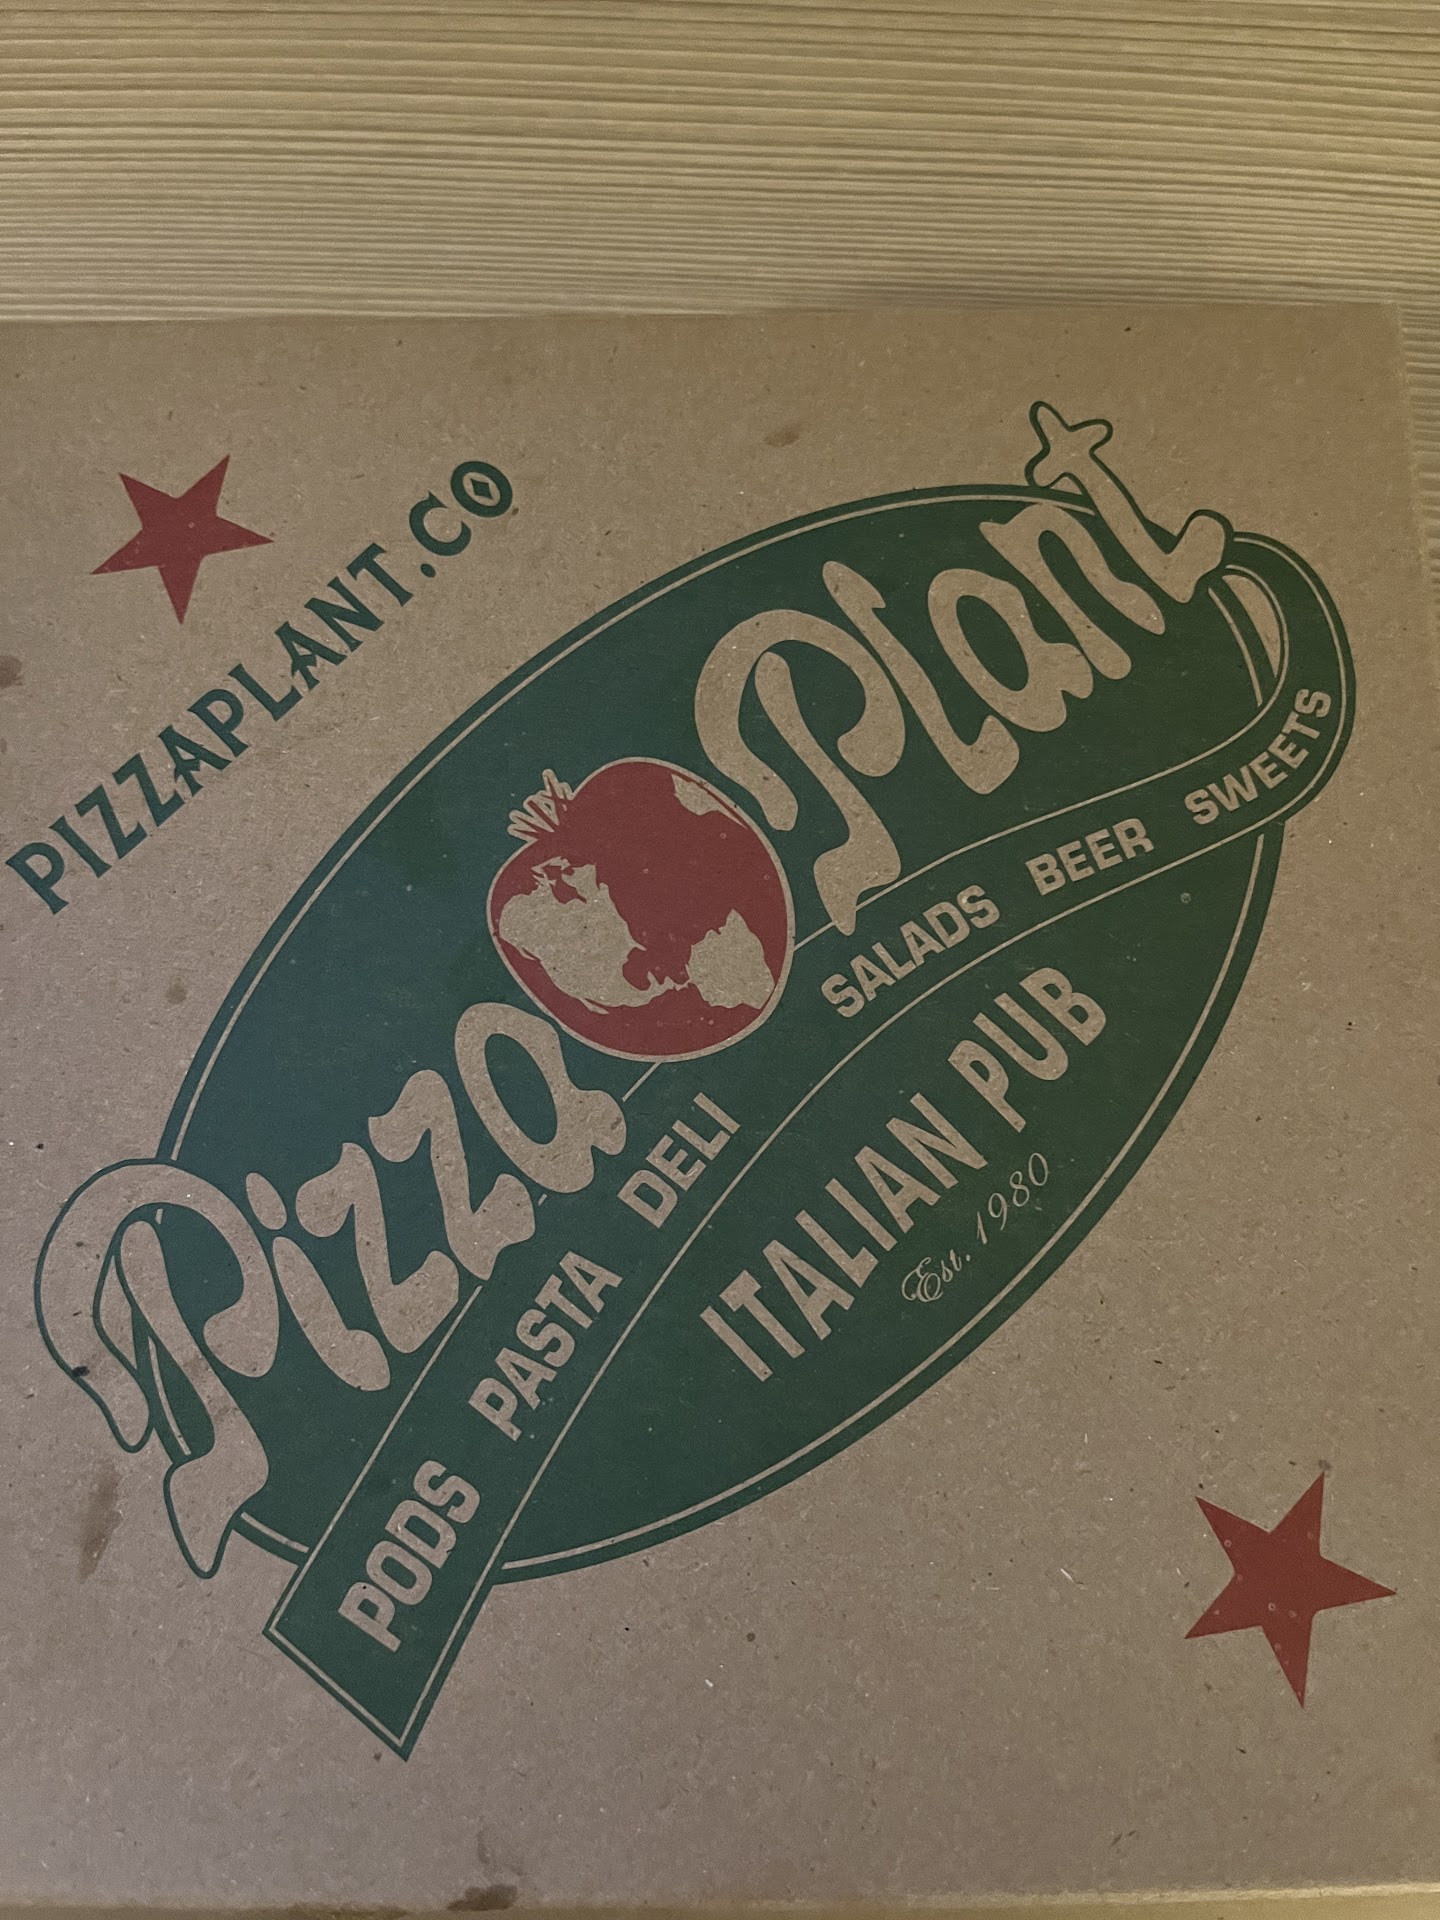 PIZZAPLANT.CO
Pizza Plant
PODS PASTA DELI SALADS BEER SWEETS
ITALIAN PUB
Est. 1980